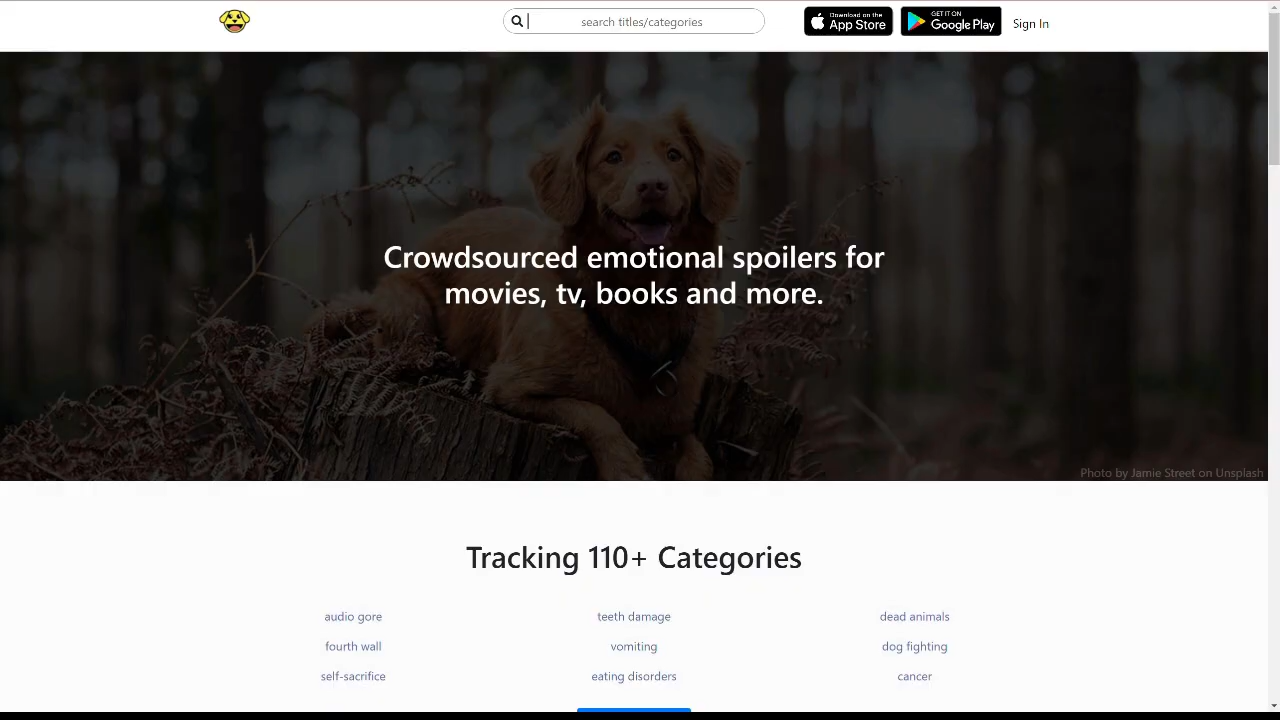 search titles/categories
Download on the
App Store
GET IT ON
Google Play
Sign In
Crowdsourced emotional spoilers for
movies, tv, books and more.
Photo by Jamie Street on Unsplash
Tracking 110+ Categories
audio gore
teeth damage
dead animals
fourth wall
vomiting
dog fighting
self-sacrifice
eating disorders
cancer